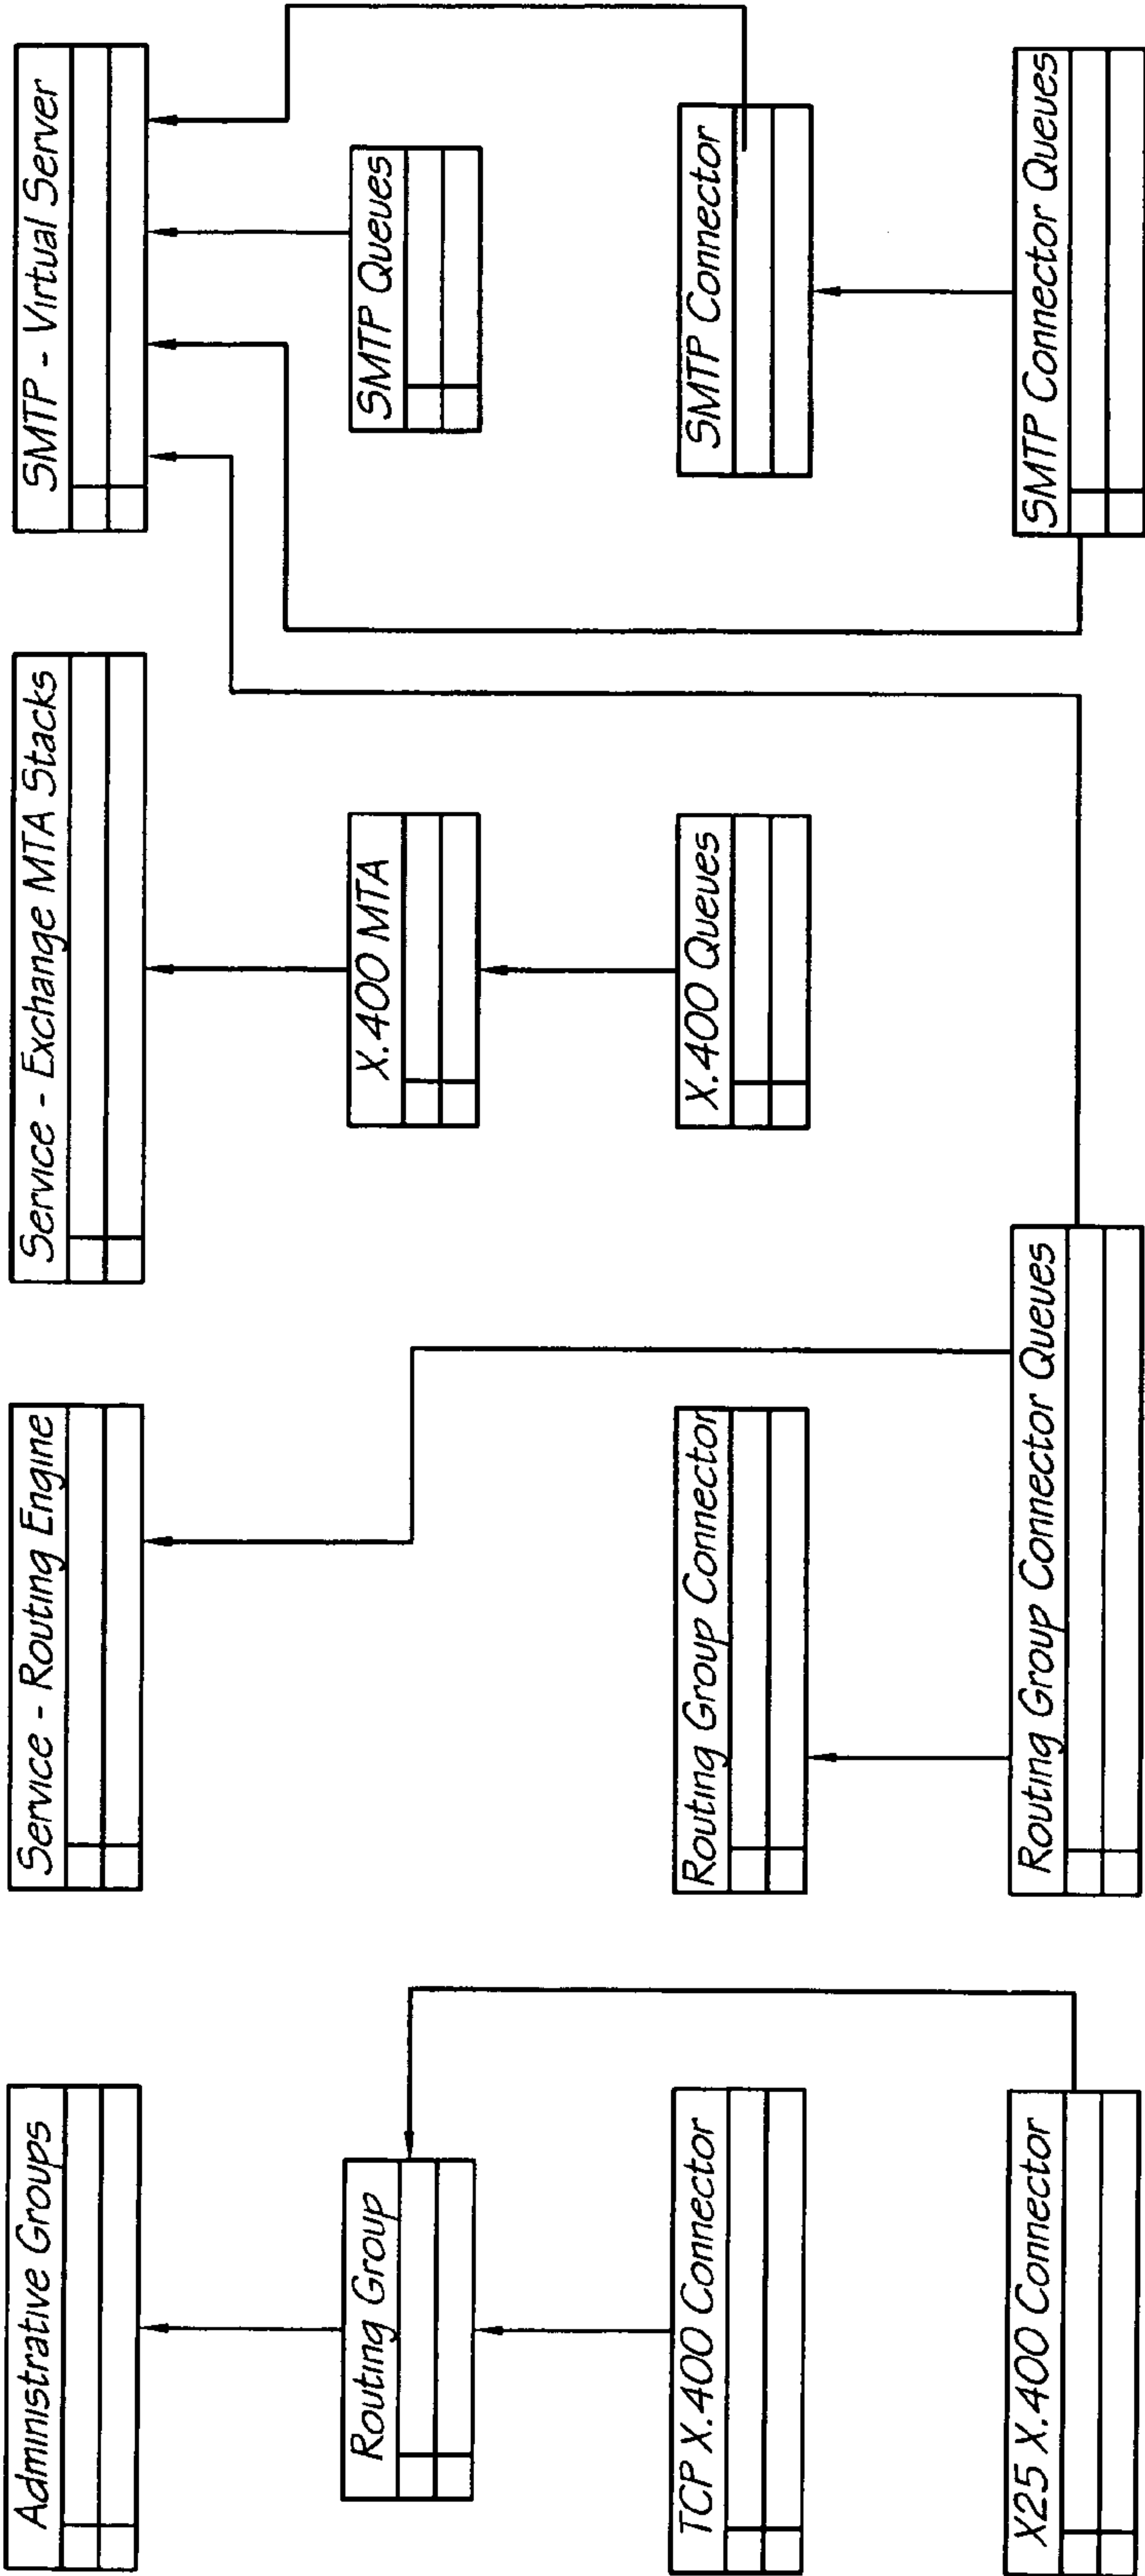 Administrative Groups
Service - Routing Engine
Service - Exchange MTA Stacks
SMTP - Virtual Server
Routing Group
X.400 MTA
SMTP Queues
TCP X.400 Connector
Routing Group Connector
X.400 Queues
SMTP Connector
X25 X.400 Connector
Routing Group Connector Queues
SMTP Connector Queues